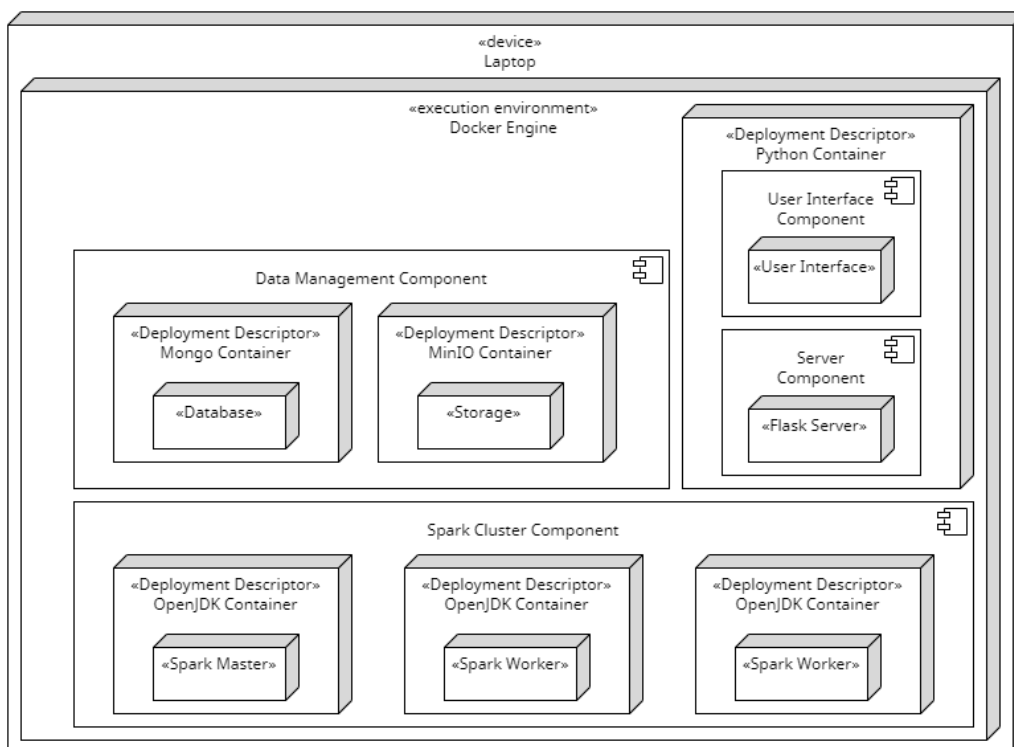 «device»
Laptop
«execution environment»
Docker Engine
«Deployment Descriptor»
Python Container
User Interface
Component
«User Interface»
Server
Component
«Flask Server»
Data Management Component
«Deployment Descriptor»
Mongo Container
«Database»
«Deployment Descriptor»
MinIO Container
«Storage»
Spark Cluster Component
«Deployment Descriptor»
OpenJDK Container
«Spark Master»
«Deployment Descriptor»
OpenJDK Container
«Spark Worker»
«Deployment Descriptor»
OpenJDK Container
«Spark Worker»